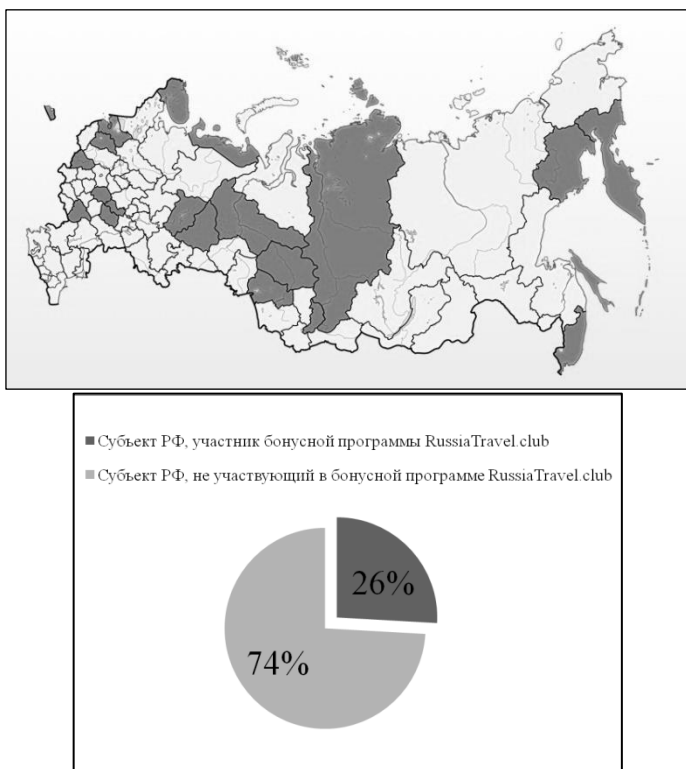 Субъект РФ, участник бонусной программы RussiaTravel.club
Субъект РФ, не участвующий в бонусной программе RussiaTravel.club
26%
74%